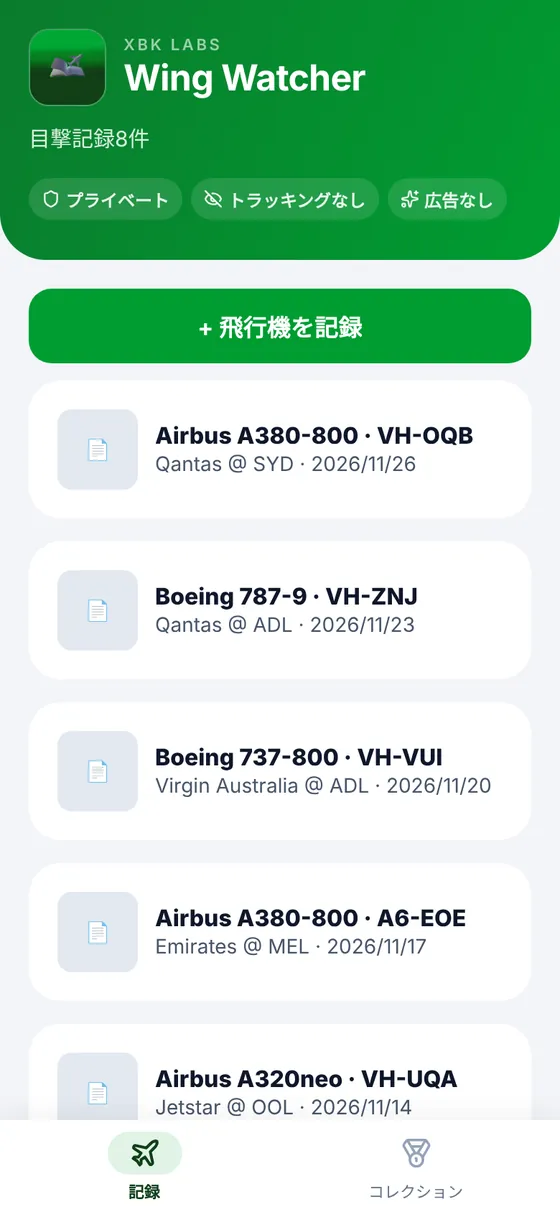 XBK LABS
Wing Watcher
目撃記録8件
プライベート
トラッキングなし
広告なし
+ 飛行機を記録
Airbus A380-800 · VH-OQB
Qantas @ SYD · 2026/11/26
Boeing 787-9 · VH-ZNJ
Qantas @ ADL · 2026/11/23
Boeing 737-800 · VH-VUI
Virgin Australia @ ADL · 2026/11/20
Airbus A380-800 · A6-EOE
Emirates @ MEL · 2026/11/17
Airbus A320neo · VH-UQA
Jetstar @ OOL · 2026/11/14
記録
コレクション